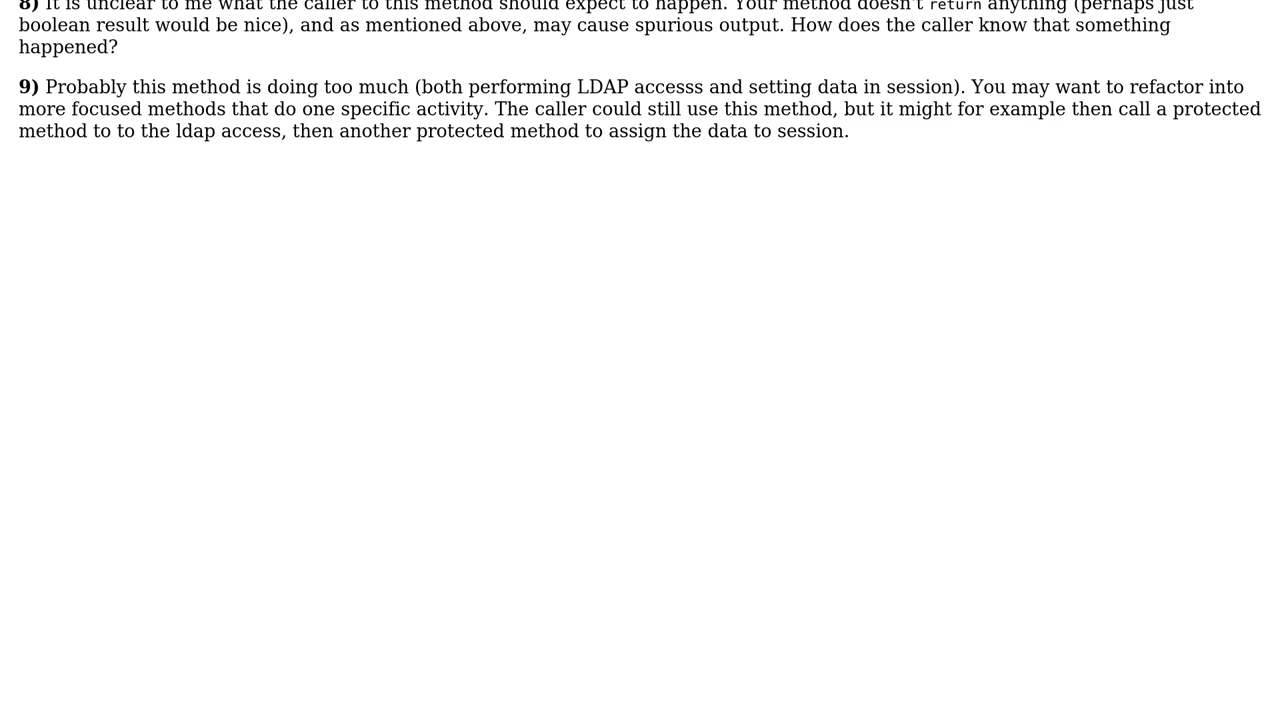 8) It is unclear to me what the caller to this method should expect to happen. Your method doesn't return anything (perhaps just
boolean result would be nice), and as mentioned above, may cause spurious output. How does the caller know that something
happened?
9) Probably this method is doing too much (both performing LDAP accesss and setting data in session). You may want to refactor into
more focused methods that do one specific activity. The caller could still use this method, but it might for example then call a protected
method to to the ldap access, then another protected method to assign the data to session.